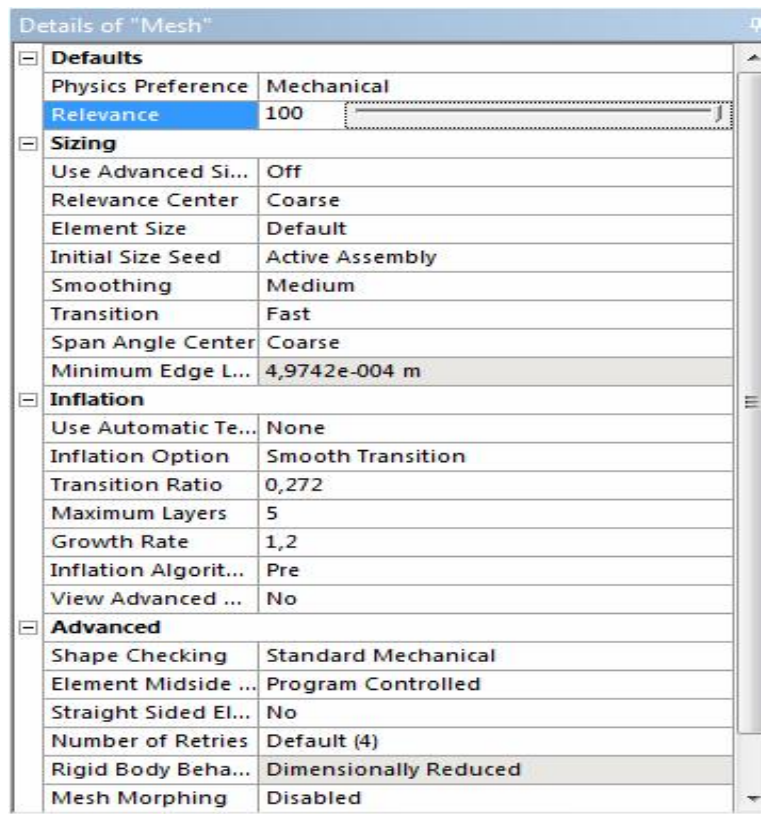 Details of "Mesh"
Defaults
Physics Preference Mechanical
Relevance 100
Sizing
Use Advanced Si... Off
Relevance Center Coarse
Element Size Default
Initial Size Seed Active Assembly
Smoothing Medium
Transition Fast
Span Angle Center Coarse
Minimum Edge L... 4,9742e-004 m
Inflation
Use Automatic Te... None
Inflation Option Smooth Transition
Transition Ratio 0,272
Maximum Layers 5
Growth Rate 1,2
Inflation Algorit... Pre
View Advanced ... No
Advanced
Shape Checking Standard Mechanical
Element Midside ... Program Controlled
Straight Sided El... No
Number of Retries Default (4)
Rigid Body Beha... Dimensionally Reduced
Mesh Morphing Disabled